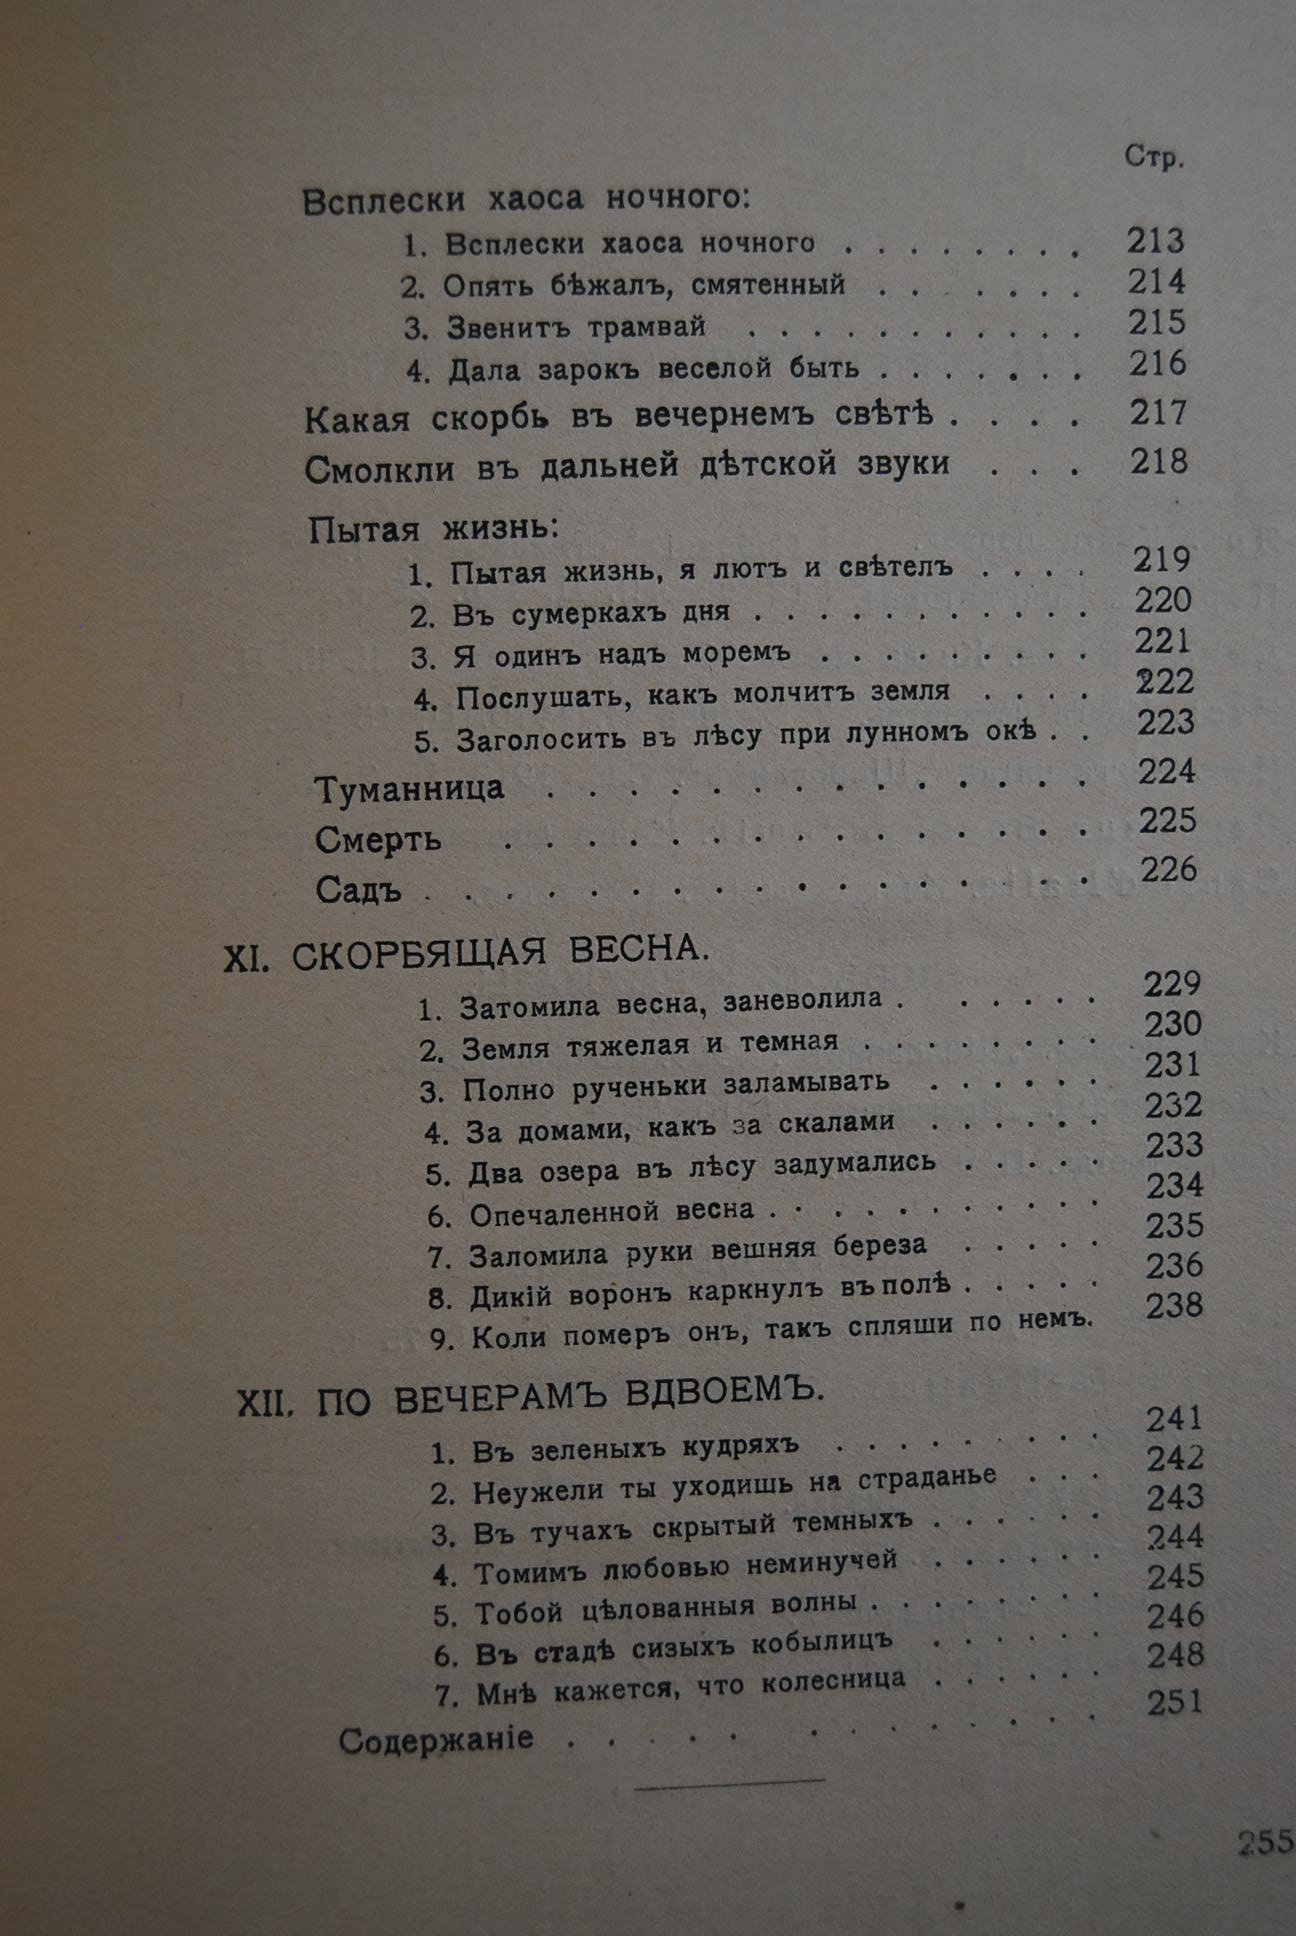 Стр.
Всплески хаоса ночного:
1. Всплески хаоса ночного . . . . . . . . 213
2. Опять бѣжалъ, смятенный . . . . . . . 214
3. Звенитъ трамвай . . . . . . . . . . . 215
4. Дала зарокъ веселой быть . . . . . . . 216
Какая скорбь въ вечернемъ свѣтѣ . . . . 217
Смолкли въ дальней дѣтской звуки . . . 218
Пытая жизнь:
1. Пытая жизнь, я лютъ и свѣтелъ . . . . 219
2. Въ сумеркахъ дня . . . . . . . . . . . 220
3. Я одинъ надъ моремъ . . . . . . . . . 221
4. Послушать, какъ молчитъ земля . . . . 222
5. Заголосить въ лѣсу при лунномъ окѣ . . 223
Туманница . . . . . . . . . . . . . . 224
Смерть . . . . . . . . . . . . . . . 225
Садъ . . . . . . . . . . . . . . . . . 226
XI. СКОРБЯЩАЯ ВЕСНА.
1. Затомила весна, заневолила . . . . . . 229
2. Земля тяжелая и темная . . . . . . . . 230
3. Полно рученьки заламывать . . . . . . 231
4. За домами, какъ за скалами . . . . . . 232
5. Два озера въ лѣсу задумались . . . . . 233
6. Опечаленной весна . . . . . . . . . . . 234
7. Заломила руки вешняя береза . . . . . 235
8. Дикій воронъ каркнулъ въ полѣ . . . . . 236
9. Коли померъ онъ, такъ спляши по немъ. 238
XII. ПО ВЕЧЕРАМЪ ВДВОЕМЪ.
1. Въ зеленыхъ кудряхъ . . . . . . . . . 241
2. Неужели ты уходишь на страданье . . . 242
3. Въ тучахъ скрытый темныхъ . . . . . . 243
4. Томимъ любовью неминучей . . . . . . 244
5. Тобой цѣлованныя волны . . . . . . . . 245
6. Въ стадѣ сизыхъ кобылицъ . . . . . . 246
7. Мнѣ кажется, что колесница . . . . . . 248
Содержаніе . . . . . . . . . . . . . 251
255